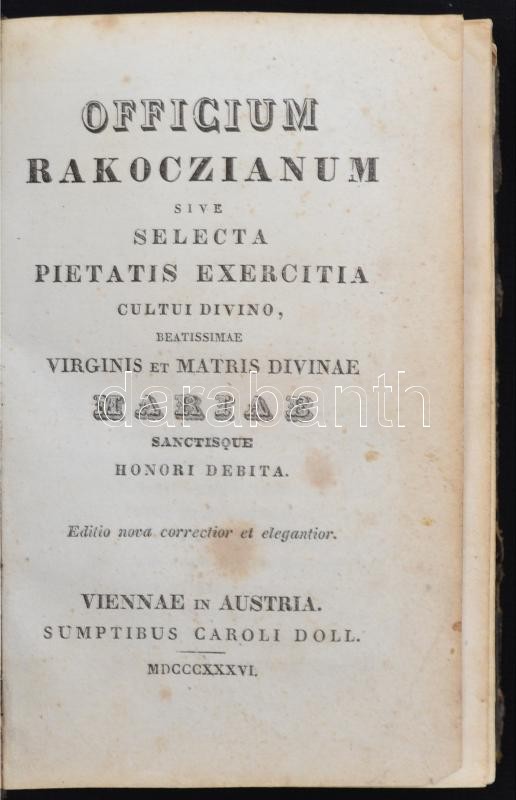 OFFICIUM
RAKOCZIANUM
SIVE
SELECTA
PIETATIS EXERCITIA
CULTUI DIVINO,
BEATISSIMAE
VIRGINIS ET MATRIS DIVINAE
MARIAE
darabanth
SANCTISQUE
HONORI DEBITA.
Editio nova correctior et elegantior.
VIENNAE IN AUSTRIA.
SUMPTIBUS CAROLI DOLL.
MDCCCXXXVI.